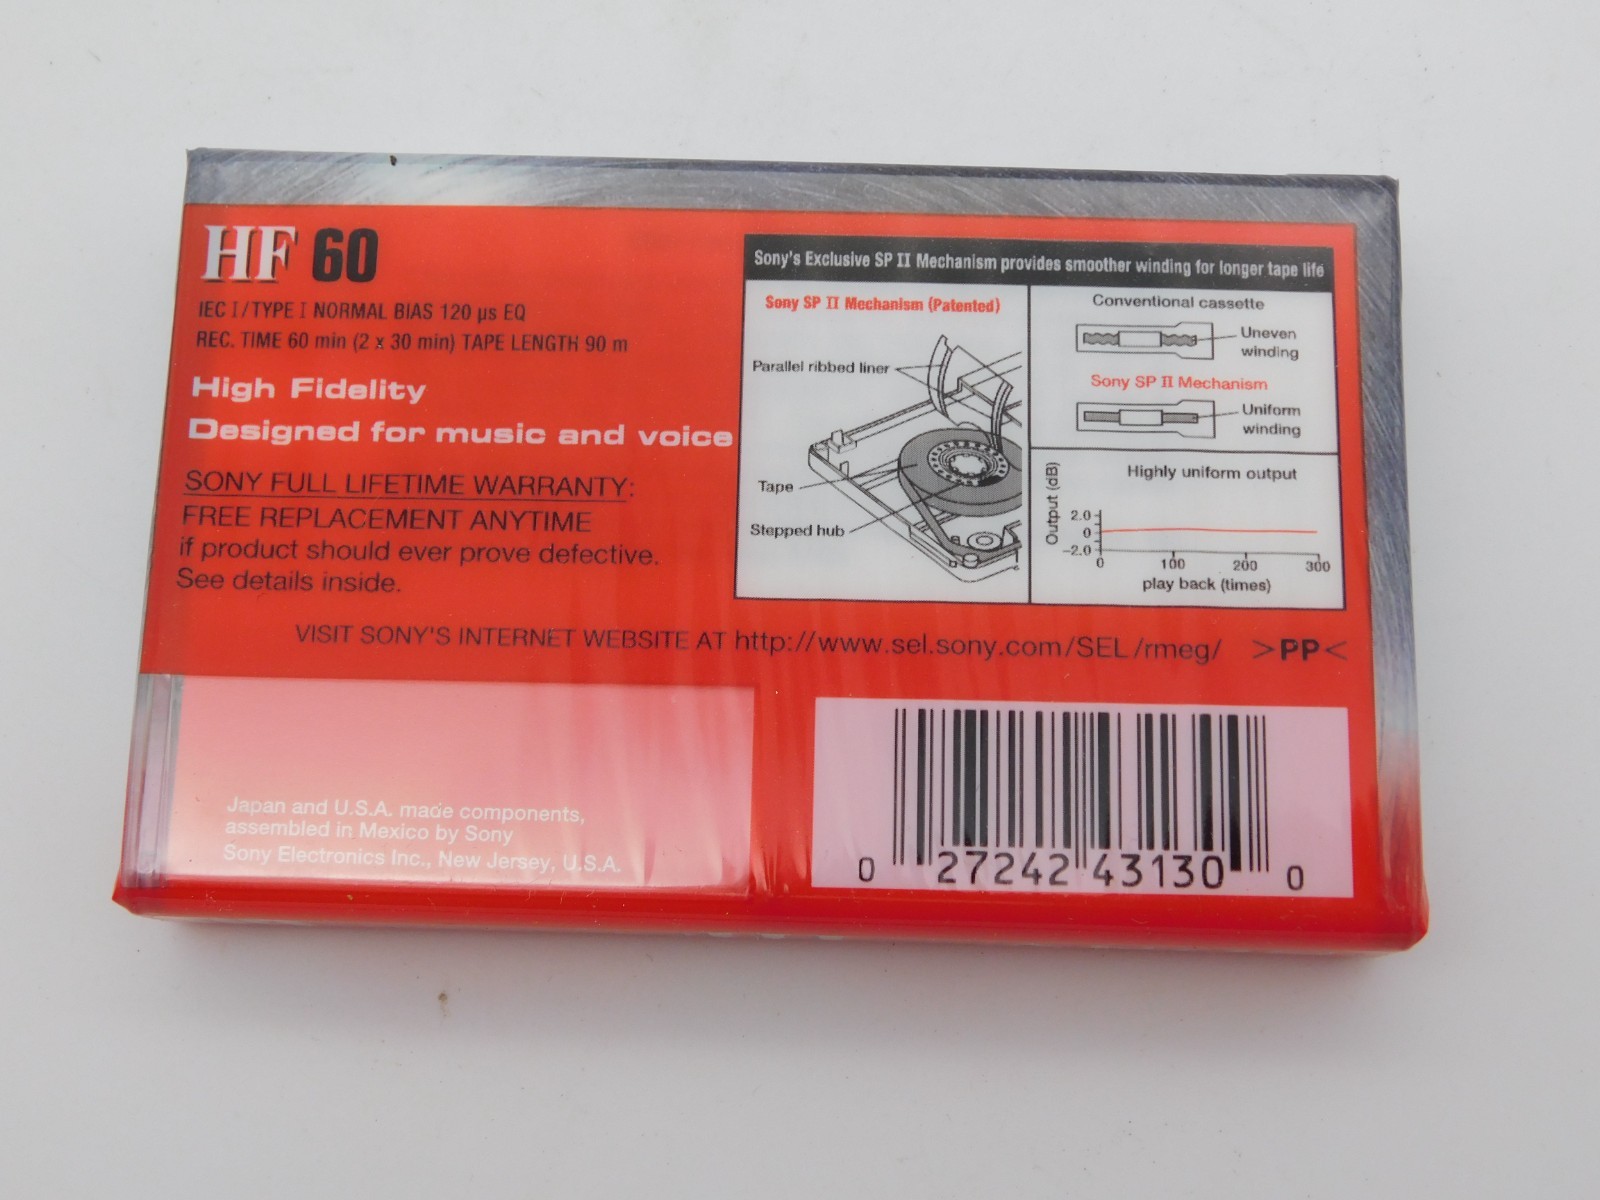 HF 60
IEC I/TYPE I NORMAL BIAS 120 µs EQ
REC. TIME 60 min (2 x 30 min) TAPE LENGTH 90 m
High Fidelity
Designed for music and voice
SONY FULL LIFETIME WARRANTY:
FREE REPLACEMENT ANYTIME
if product should ever prove defective.
See details inside.
Sony's Exclusive SP II Mechanism provides smoother winding for longer tape life
Sony SP II Mechanism (Patented)
Parallel ribbed liner
Tape
Stepped hub
Conventional cassette
Uneven
winding
Sony SP II Mechanism
Uniform
winding
Highly uniform output
Output (dB)
2.0
0
-2.0
0 100 200 300
play back (times)
VISIT SONY'S INTERNET WEBSITE AT http://www.sel.sony.com/SEL/rmeg/ >PP<
Japan and U.S.A. made components,
assembled in Mexico by Sony
Sony Electronics Inc., New Jersey, U.S.A.
0 27242 43130 0